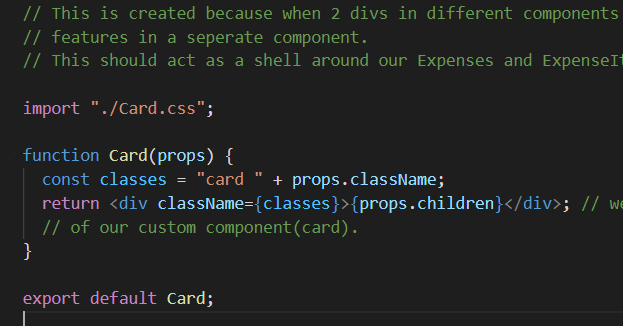 // This is created because when 2 divs in different components
// features in a seperate component.
// This should act as a shell around our Expenses and
import "./Card.css";
function Card(props) {
const classes = "card " + props.className;
return <div className={classes}>{props.children}</div>; //
// of our custom component(card).
}
export default Card;